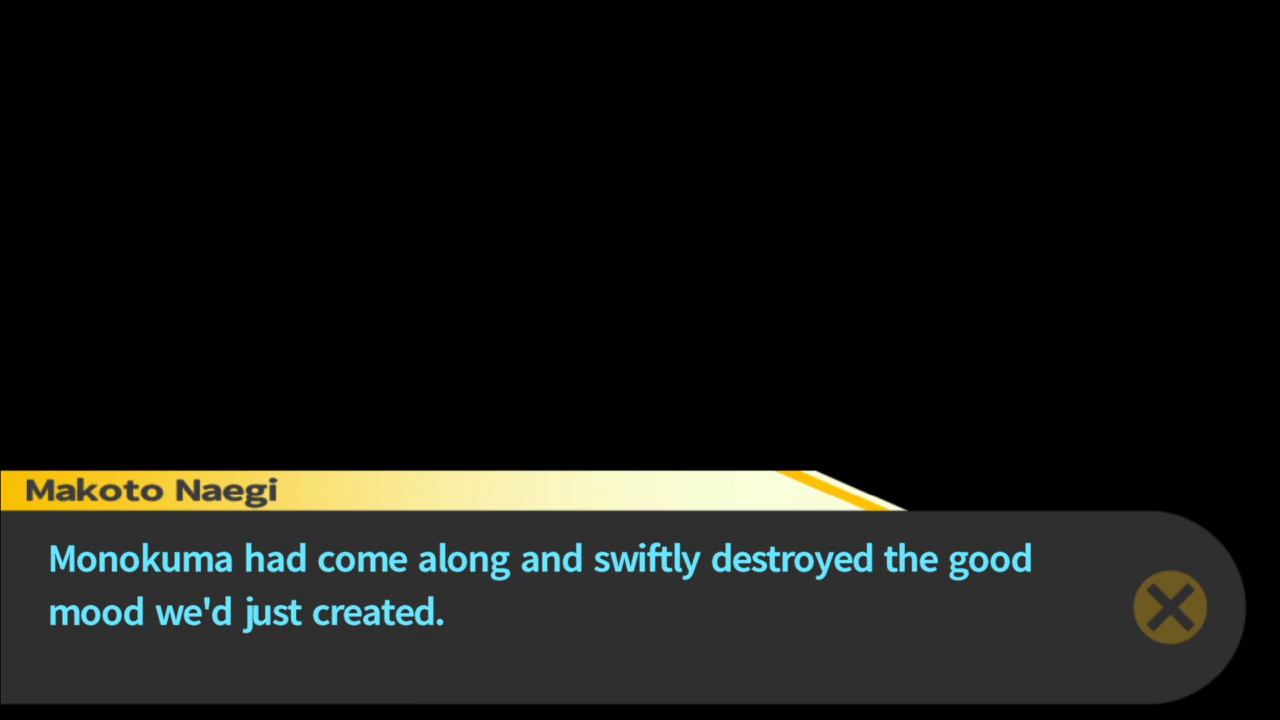 Makoto Naegi
Monokuma had come along and swiftly destroyed the good
mood we'd just created.